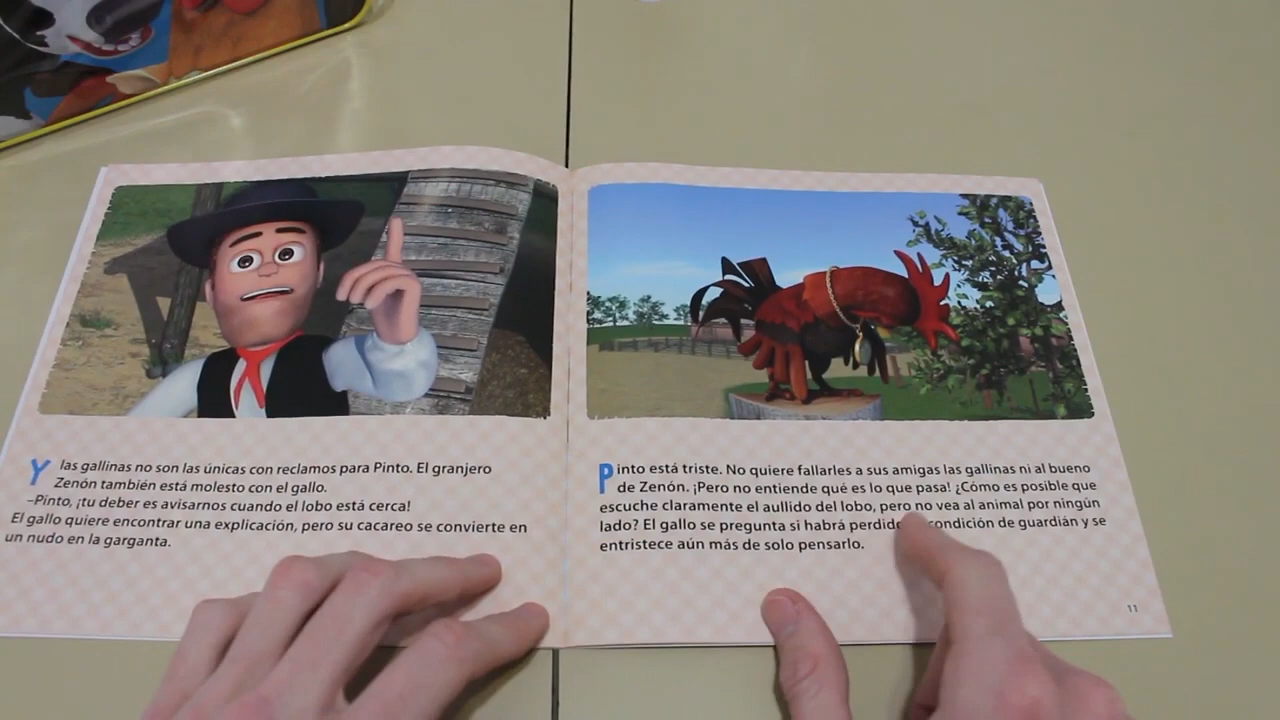 Y las gallinas no son las únicas con reclamos para Pinto. El granjero
Zenón también está molesto con el gallo.
–Pinto, ¡tu deber es avisarnos cuando el lobo está cerca!
El gallo quiere encontrar una explicación, pero su cacareo se convierte en
un nudo en la garganta.
Pinto está triste. No quiere fallarles a sus amigas las gallinas ni al bueno
de Zenón. ¡Pero no entiende qué es lo que pasa! ¿Cómo es posible que
escuche claramente el aullido del lobo, pero no vea al animal por ningún
lado? El gallo se pregunta si habrá perdido condición de guardián y se
entristece aún más de solo pensarlo.
11